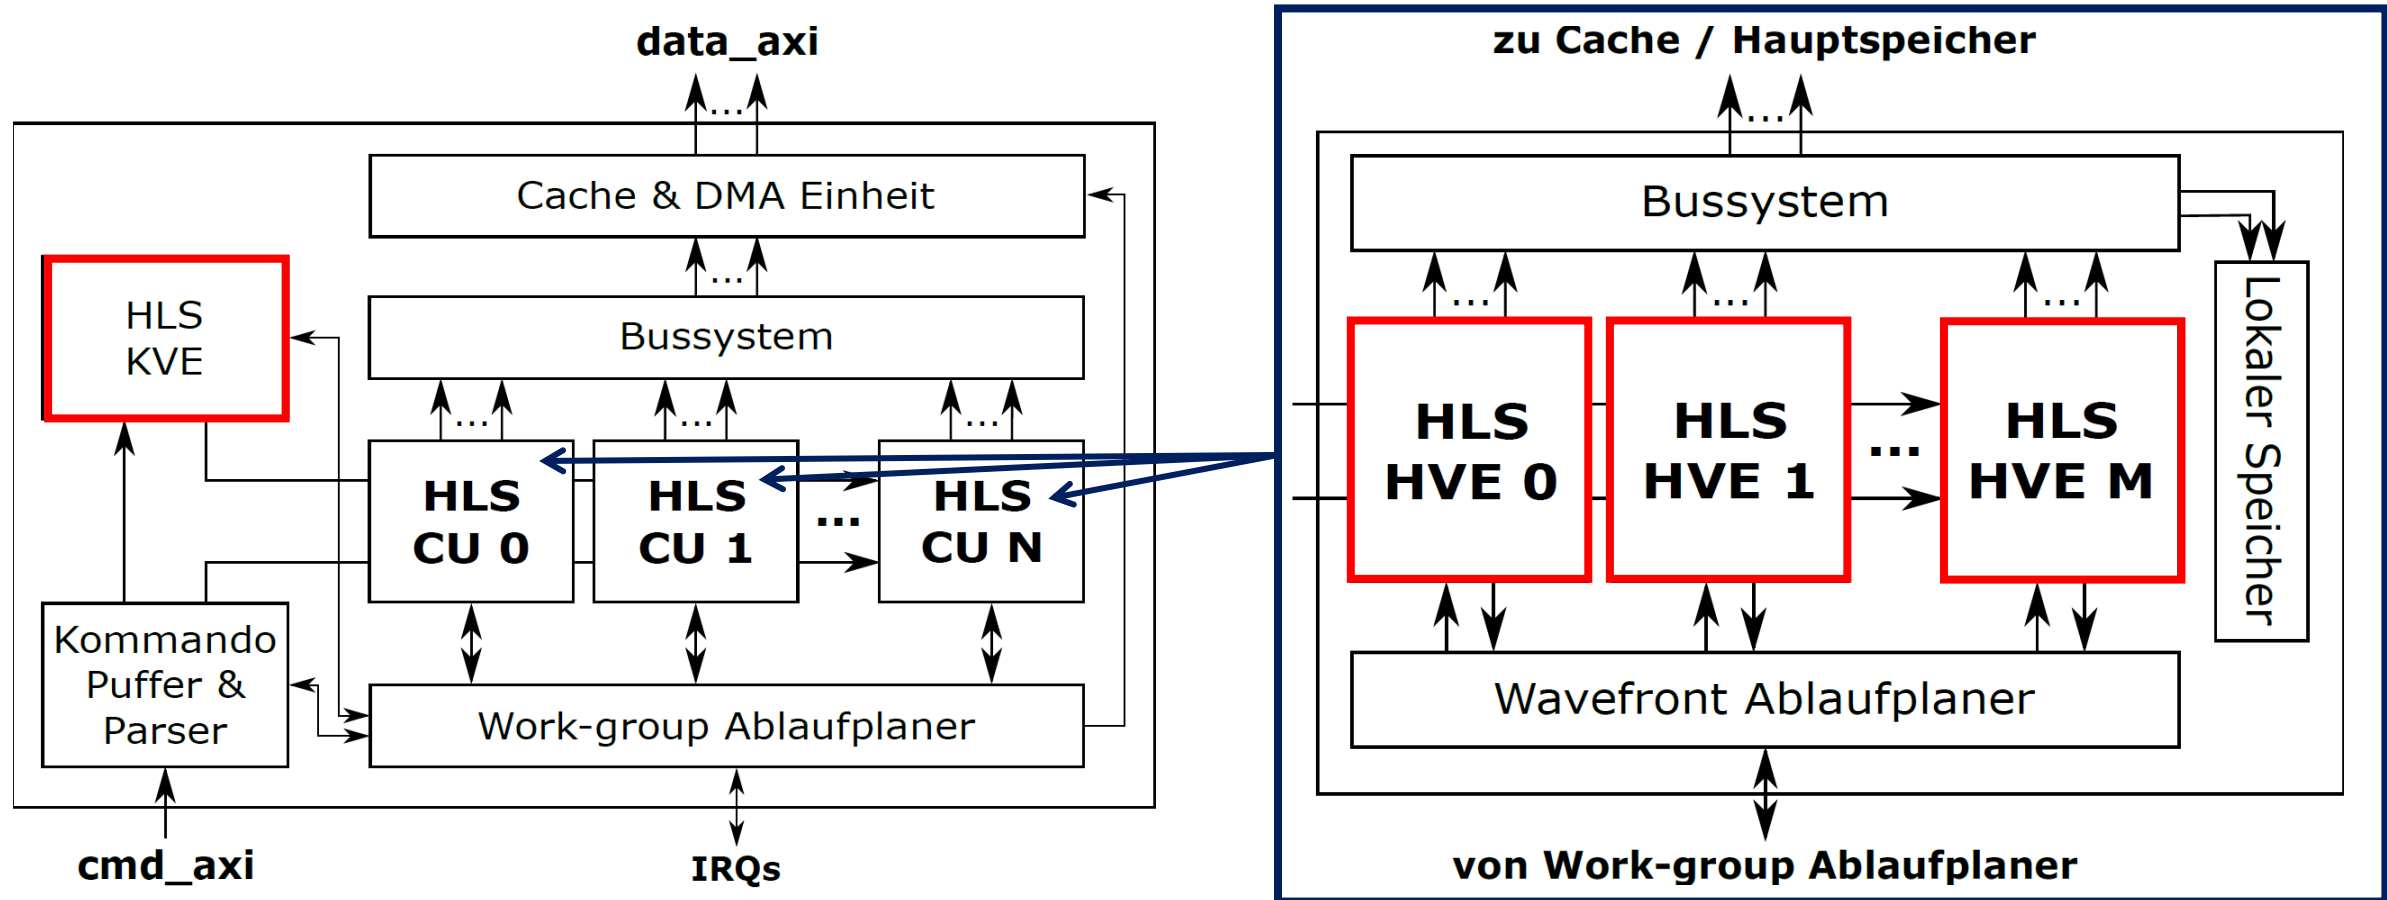 data_axi
...
Cache & DMA Einheit
...
Bussystem
HLS
KVE
...
...
...
HLS
CU 0
HLS
CU 1
...
HLS
CU N
Kommando
Puffer &
Parser
Work-group Ablaufplaner
cmd_axi
IRQs
zu Cache / Hauptspeicher
...
Bussystem
...
...
...
Lokaler Speicher
HLS
HVE 0
HLS
HVE 1
...
HLS
HVE M
Wavefront Ablaufplaner
von Work-group Ablaufplaner